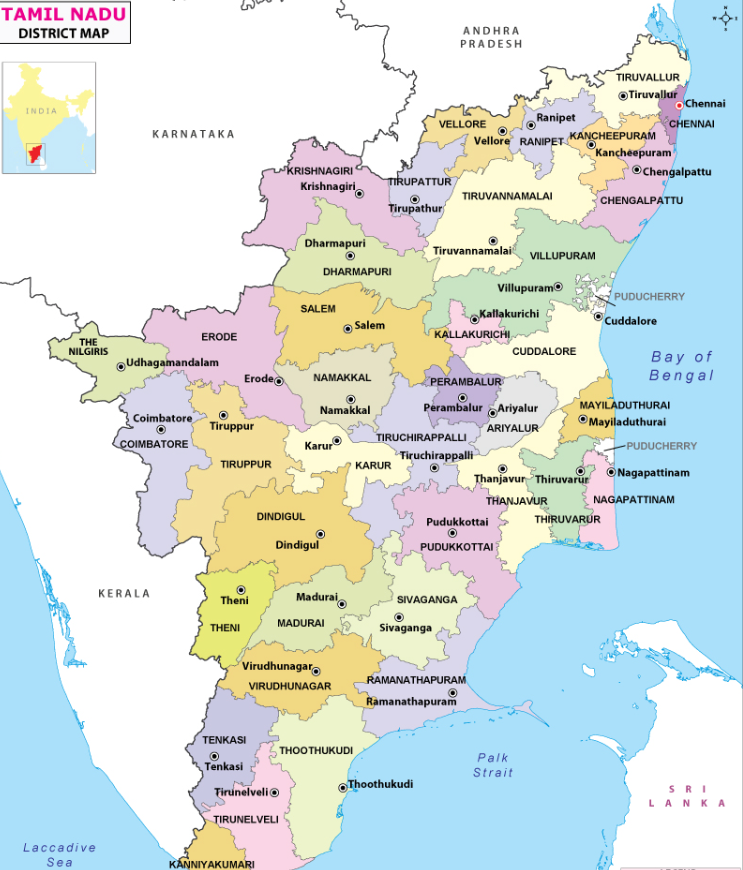 TAMIL NADU
DISTRICT MAP
ANDHRA
PRADESH
INDIA
KARNATAKA
TIRUVALLUR
Tiruvallur
Chennai
CHENNAI
VELLORE
Vellore
Ranipet
RANIPET
KANCHEEPURAM
Kancheepuram
Chengalpattu
CHENGALPATTU
KRISHNAGIRI
Krishnagiri
TIRUPATTUR
Tirupathur
TIRUVANNAMALAI
Tiruvannamalai
Dharmapuri
DHARMAPURI
VILLUPURAM
Villupuram
PUDUCHERRY
SALEM
Salem
Kallakurichi
KALLAKURICHI
Cuddalore
CUDDALORE
ERODE
Erode
THE
NILGIRIS
Udhagamandalam
Bay of
Bengal
NAMAKKAL
Namakkal
PERAMBALUR
Perambalur
Ariyalur
ARIYALUR
MAYILADUTHURAI
Mayiladuthurai
Coimbatore
COIMBATORE
Tiruppur
TIRUPPUR
Karur
KARUR
TIRUCHIRAPPALLI
Tiruchirappalli
PUDUCHERRY
Thanjavur
THANJAVUR
Thiruvarur
THIRUVARUR
Nagapattinam
NAGAPATTINAM
DINDIGUL
Dindigul
Pudukkottai
PUDUKKOTTAI
KERALA
Theni
THENI
Madurai
MADURAI
SIVAGANGA
Sivaganga
Virudhunagar
VIRUDHUNAGAR
RAMANATHAPURAM
Ramanathapuram
TENKASI
Tenkasi
THOOTHUKUDI
Thoothukudi
Palk
Strait
Tirunelveli
TIRUNELVELI
SRI
LANKA
Laccadive
Sea
KANNIYAKUMARI